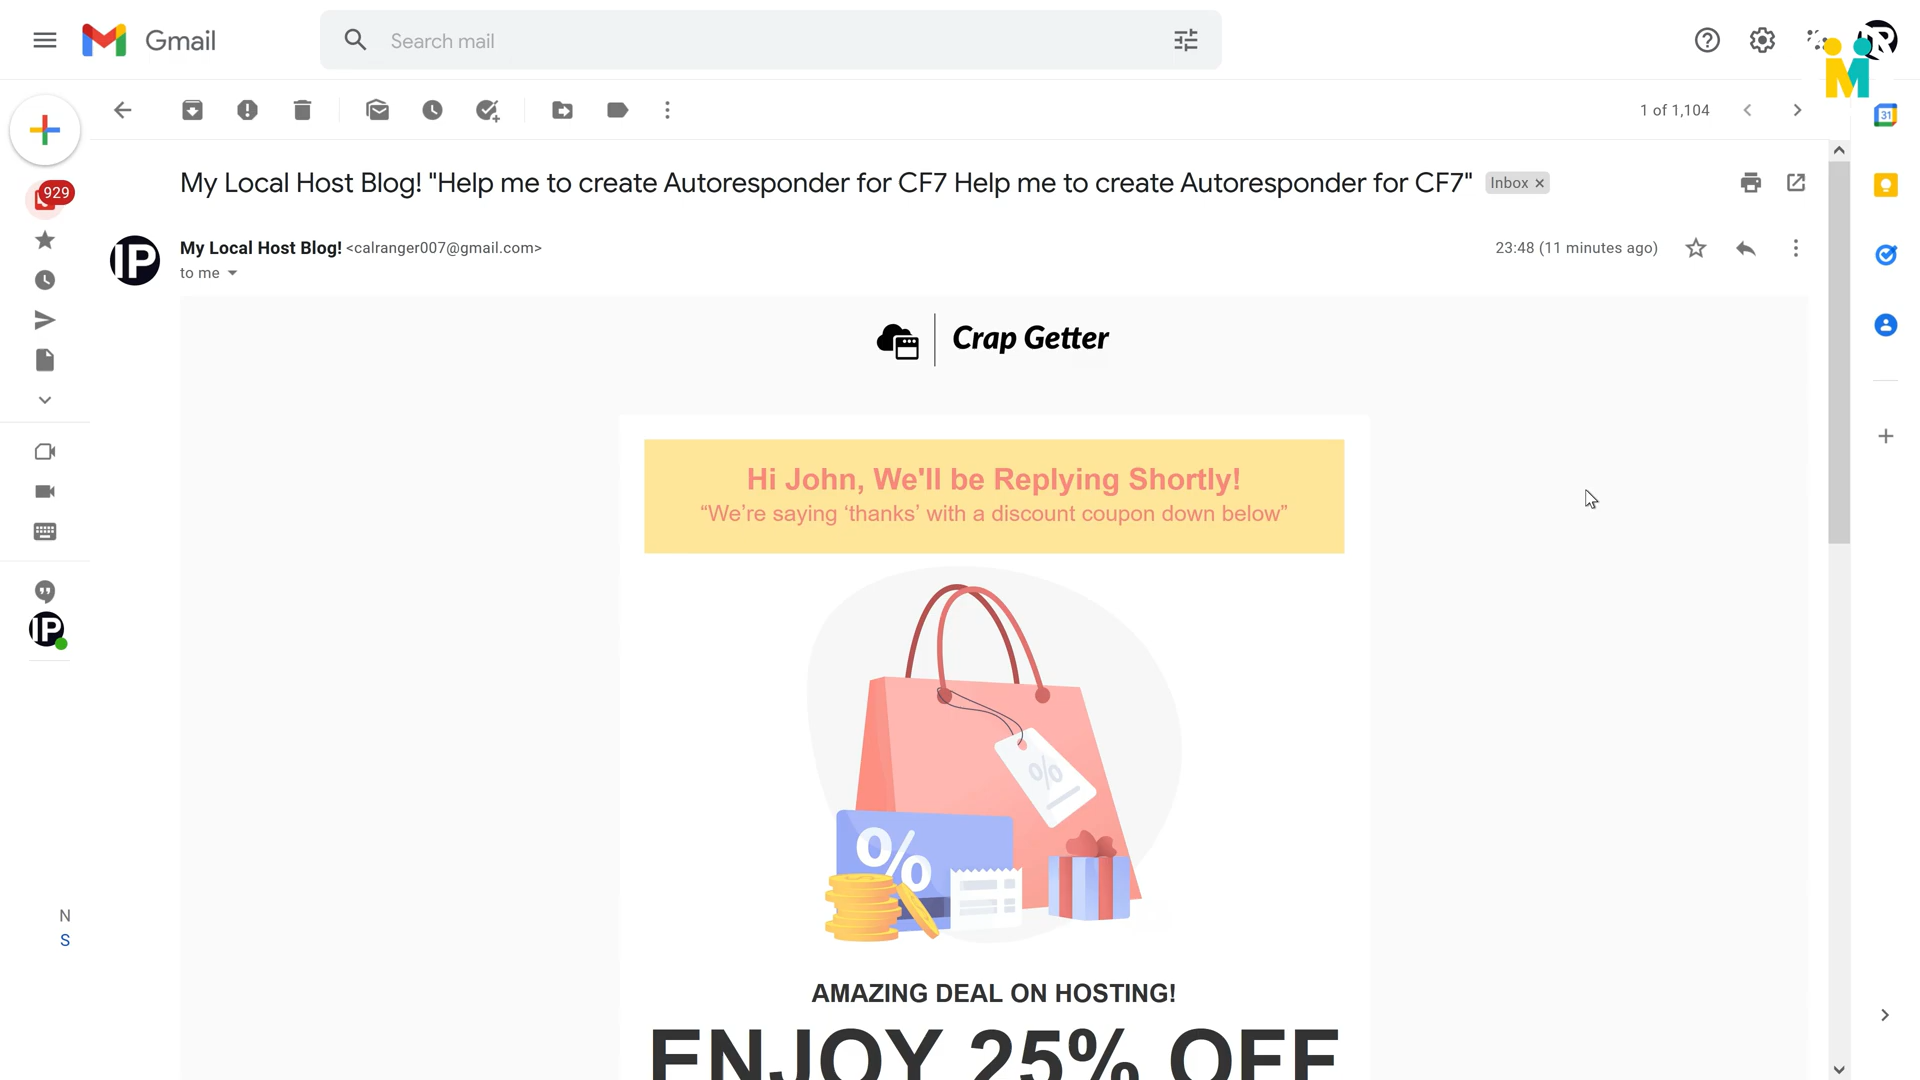 Gmail
Search mail
1 of 1,104
31
929
My Local Host Blog! "Help me to create Autoresponder for CF7 Help me to create Autoresponder for CF7"
Inbox ×
IP
My Local Host Blog! <calranger007@gmail.com>
23:48 (11 minutes ago)
to me
Crap Getter
Hi John, We'll be Replying Shortly!
“We’re saying ‘thanks’ with a discount coupon down below”
%
%
IP
N
S
AMAZING DEAL ON HOSTING!
ENJOY 25% OFF